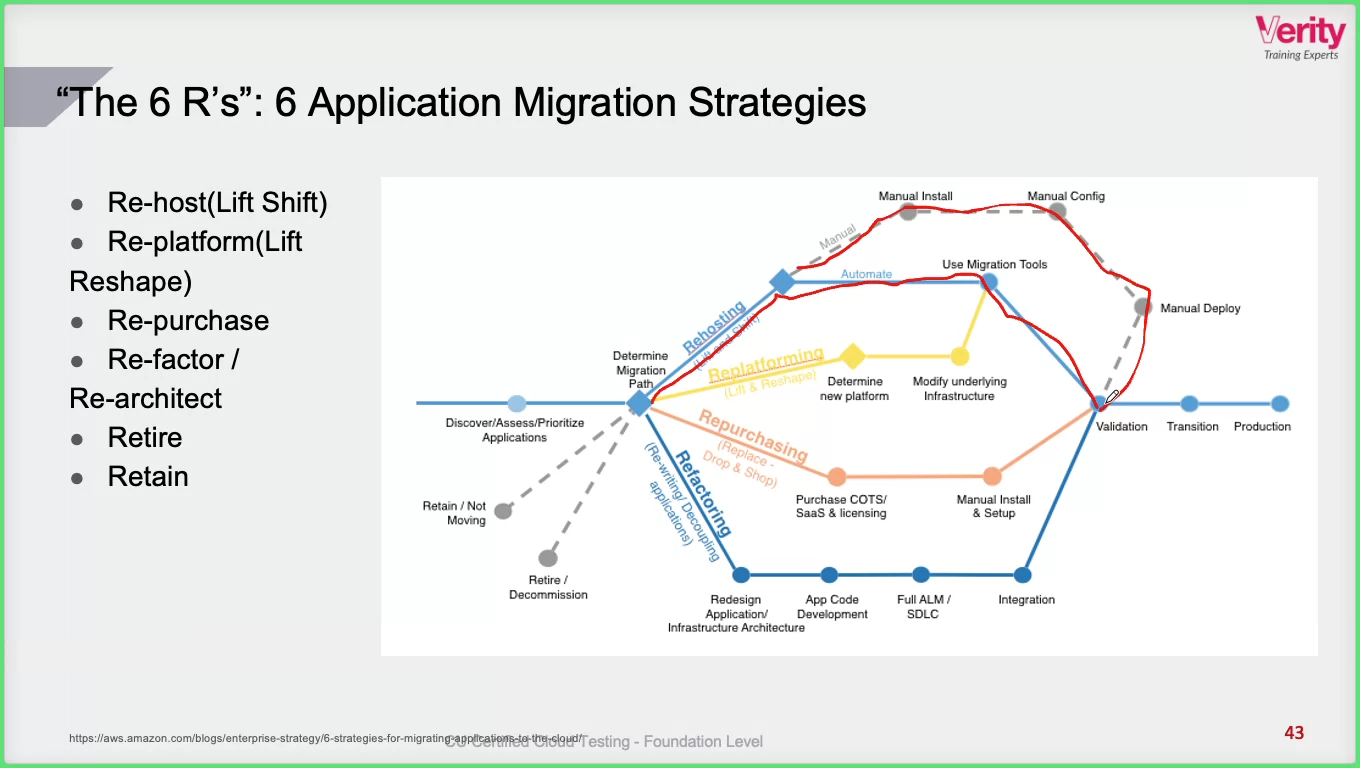 Verity
Training Experts
“The 6 R’s”: 6 Application Migration Strategies
● Re-host(Lift Shift)
● Re-platform(Lift
Reshape)
● Re-purchase
● Re-factor /
Re-architect
● Retire
● Retain
Manual Install
Manual Config
Manual
Automate
Use Migration Tools
Manual Deploy
Rehosting
(Lift and Shift)
Determine
Migration
Path
Replatforming
(Lift & Reshape)
Determine
new platform
Modify underlying
Infrastructure
Discover/Assess/Prioritize
Applications
Validation
Transition
Production
Repurchasing
(Replace -
Drop & Shop)
Purchase COTS/
SaaS & licensing
Manual Install
& Setup
Refactoring
(Re-writing/ Decoupling
applications)
Retain / Not
Moving
Retire /
Decommission
Redesign
Application/
Infrastructure Architecture
App Code
Development
Full ALM /
SDLC
Integration
https://aws.amazon.com/blogs/enterprise-strategy/6-strategies-for-migrating-applications-to-the-cloud/
Certified Cloud Testing - Foundation Level
43